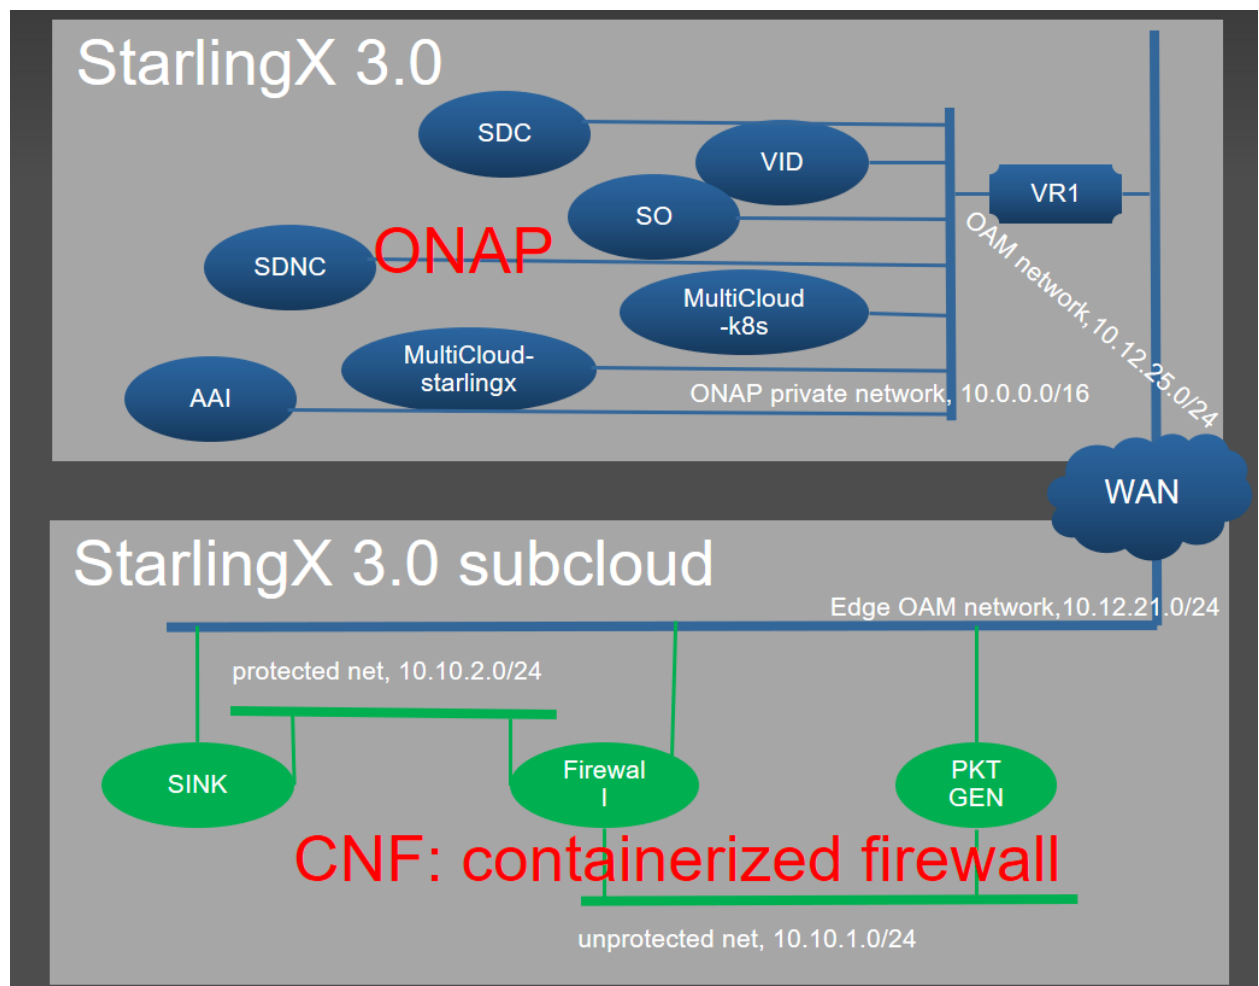 StarlingX 3.0
SDC
VID
VR1
SO
ONAP
SDNC
OAM network,10.12.25.0/24
MultiCloud
-k8s
MultiCloud-
starlingx
AAI
ONAP private network, 10.0.0.0/16
WAN
StarlingX 3.0 subcloud
Edge OAM network,10.12.21.0/24
protected net, 10.10.2.0/24
SINK
Firewal
l
PKT
GEN
CNF: containerized firewall
unprotected net, 10.10.1.0/24